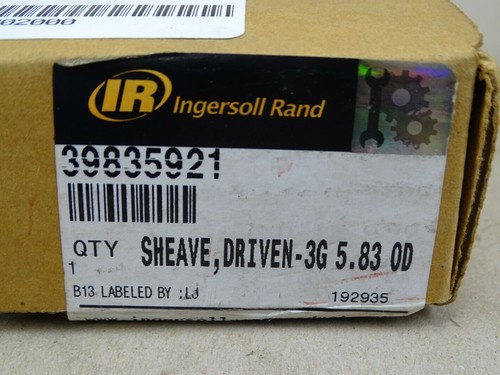 02000
IR Ingersoll Rand
39835921
QTY SHEAVE,DRIVEN-3G 5.83 OD
1
B13 LABELED BY :LJ 192935